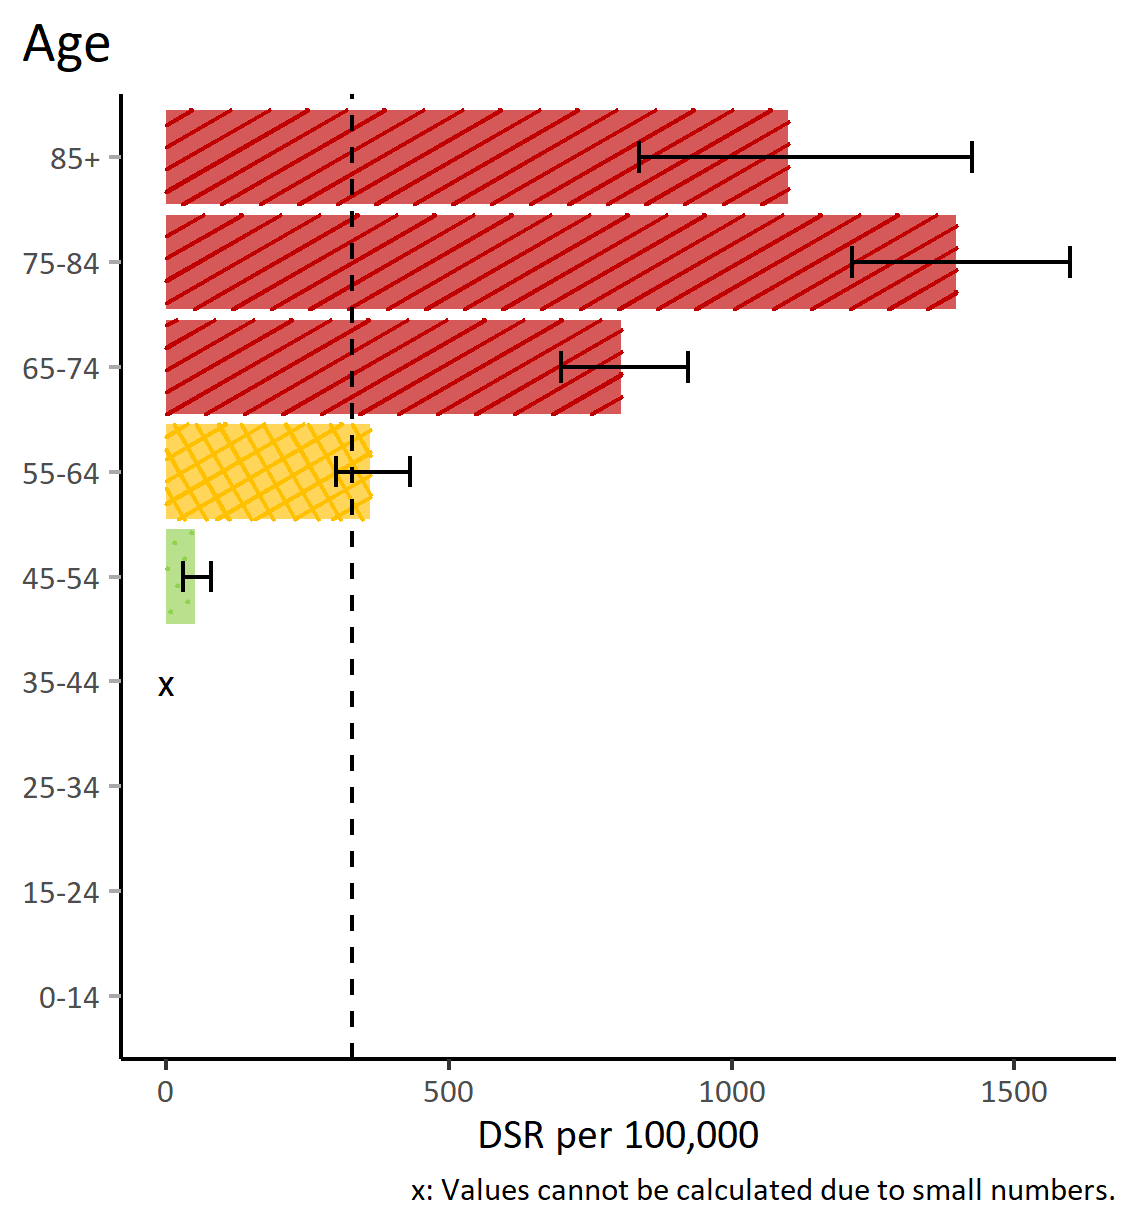 Age
85+
75-84
65-74
55-64
45-54
35-44
x
25-34
15-24
0-14
0 500 1000 1500
DSR per 100,000
x: Values cannot be calculated due to small numbers.